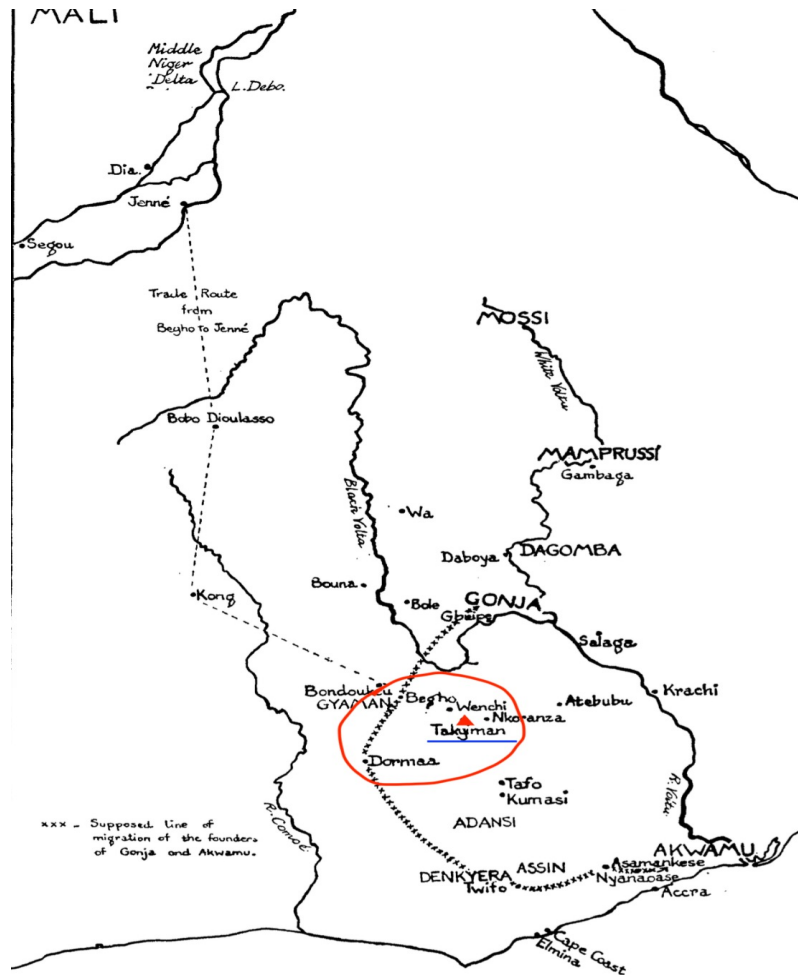 MALI
Middle
Niger
Delta
L. Debo.
Dia.
Jenné
Segou
Trade Route
from
Begho to Jenné
MOSSI
White Volta
Bobo Dioulasso
MAMPRUSSI
Gambaga
Black Volta
Wa
Daboya
DAGOMBA
Bouna
Kong
Bole
GONJA
Gbuipe
Salaga
Bondoukou
GYAMAN
Begho
Wenchi
Atebubu
Krachi
Nkoranza
Takyiman
Dormaa
Tafo
Kumasi
R. Volta
R. Comoé
ADANSI
xxx - Supposed line of
migration of the founders
of Gonja and Akwamu.
AKWAMU
ASSIN
Asamankese
DENKYERA
Nyanaoase
Twifo
Accra
Cape Coast
Elmina